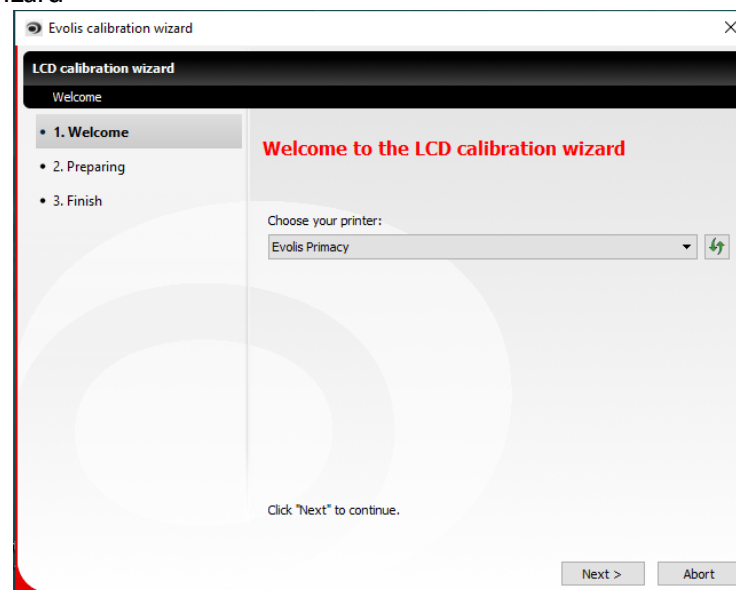 Evolis calibration wizard
LCD calibration wizard
Welcome
• 1. Welcome
• 2. Preparing
• 3. Finish
Welcome to the LCD calibration wizard
Choose your printer:
Evolis Primacy
Click "Next" to continue.
Next >
Abort